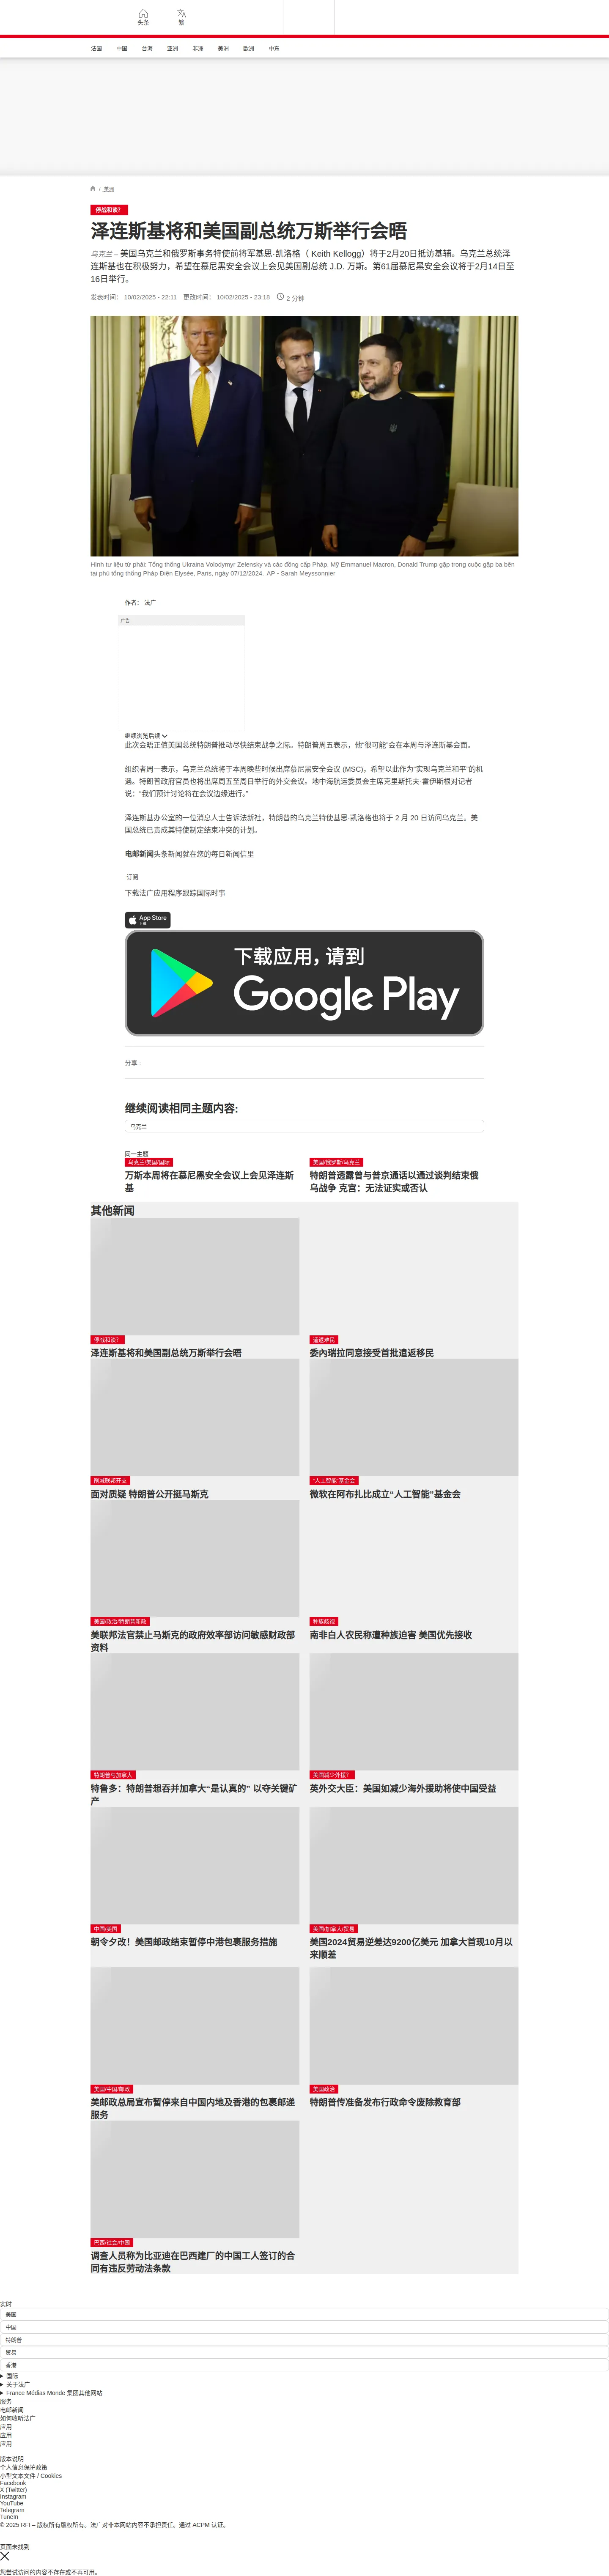 头条
繁
法国
中国
台海
亚洲
非洲
美洲
欧洲
中东
/ 美洲
停战和谈?
泽连斯基将和美国副总统万斯举行会晤
乌克兰 – 美国乌克兰和俄罗斯事务特使前将军基思·凯洛格（ Keith Kellogg）将于2月20日抵访基辅。乌克兰总统泽
连斯基也在积极努力，希望在慕尼黑安全会议上会见美国副总统 J.D. 万斯。第61届慕尼黑安全会议将于2月14日至
16日举行。
发表时间： 10/02/2025 - 22:11 更改时间： 10/02/2025 - 23:18 2 分钟
Hình tư liệu từ phải: Tổng thống Ukraina Volodymyr Zelensky và các đồng cấp Pháp, Mỹ Emmanuel Macron, Donald Trump gặp trong cuộc gặp ba bên
tại phủ tổng thống Pháp Điện Elysée, Paris, ngày 07/12/2024. AP - Sarah Meyssonnier
作者： 法广
广告
继续浏览后续
此次会晤正值美国总统特朗普推动尽快结束战争之际。特朗普周五表示，他“很可能”会在本周与泽连斯基会面。
组织者周一表示，乌克兰总统将于本周晚些时候出席慕尼黑安全会议 (MSC)，希望以此作为“实现乌克兰和平”的机
遇。特朗普政府官员也将出席周五至周日举行的外交会议。地中海航运委员会主席克里斯托夫·霍伊斯根对记者
说：“我们预计讨论将在会议边缘进行。”
泽连斯基办公室的一位消息人士告诉法新社，特朗普的乌克兰特使基思·凯洛格也将于 2 月 20 日访问乌克兰。美
国总统已责成其特使制定结束冲突的计划。
电邮新闻头条新闻就在您的每日新闻信里
订阅
下载法广应用程序跟踪国际时事
App Store
下载
下载应用，请到
Google Play
分享 :
继续阅读相同主题内容:
乌克兰
同一主题
乌克兰/美国/国际
万斯本周将在慕尼黑安全会议上会见泽连斯
基
美国/俄罗斯/乌克兰
特朗普透露曾与普京通话以通过谈判结束俄
乌战争 克宫：无法证实或否认
其他新闻
停战和谈?
泽连斯基将和美国副总统万斯举行会晤
遣返难民
委內瑞拉同意接受首批遣返移民
削减联邦开支
面对质疑 特朗普公开挺马斯克
“人工智能”基金会
微软在阿布扎比成立“人工智能”基金会
美国/政治/特朗普新政
美联邦法官禁止马斯克的政府效率部访问敏感财政部
资料
种族歧视
南非白人农民称遭种族迫害 美国优先接收
特朗普与加拿大
特鲁多：特朗普想吞并加拿大“是认真的” 以夺关键矿
产
美国减少外援?
英外交大臣：美国如减少海外援助将使中国受益
中国/美国
朝令夕改！美国邮政结束暂停中港包裹服务措施
美国/加拿大/贸易
美国2024贸易逆差达9200亿美元 加拿大首现10月以
来顺差
美国/中国/邮政
美邮政总局宣布暂停来自中国内地及香港的包裹邮递
服务
美国政治
特朗普传准备发布行政命令废除教育部
巴西/社会/中国
调查人员称为比亚迪在巴西建厂的中国工人签订的合
同有违反劳动法条款
实时
美国
中国
特朗普
贸易
香港
国际
关于法广
France Médias Monde 集团其他网站
服务
电邮新闻
如何收听法广
应用
应用
应用
版本说明
个人信息保护政策
小型文本文件 / Cookies
Facebook
X (Twitter)
Instagram
YouTube
Telegram
TuneIn
© 2025 RFI – 版权所有版权所有。法广对非本网站内容不承担责任。通过 ACPM 认证。
页面未找到
您尝试访问的内容不存在或不再可用。